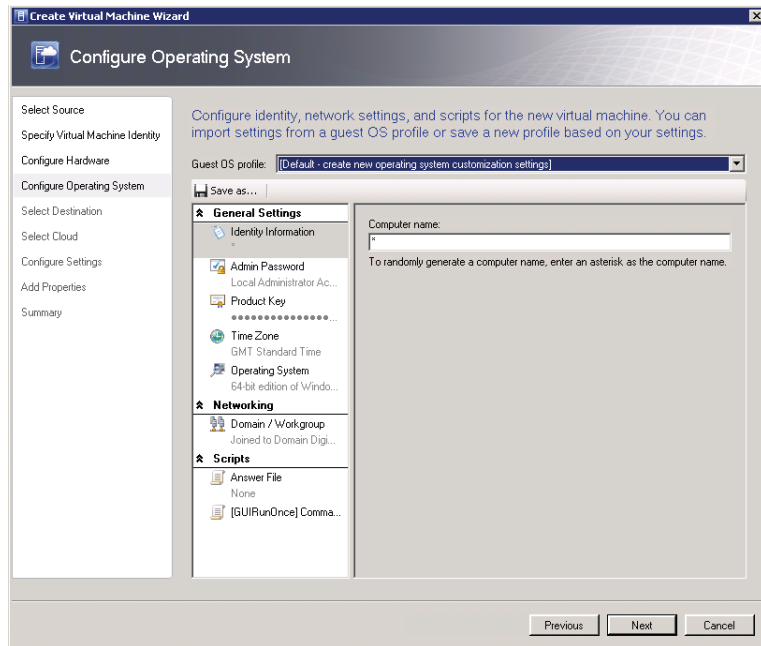 Create Virtual Machine Wizard
Configure Operating System
Select Source
Specify Virtual Machine Identity
Configure Hardware
Configure Operating System
Select Destination
Select Cloud
Configure Settings
Add Properties
Summary
Configure identity, network settings, and scripts for the new virtual machine. You can
import settings from a guest OS profile or save a new profile based on your settings.
Guest OS profile: [Default - create new operating system customization settings]
Save as...
General Settings
Identity Information
*
Admin Password
Local Administrator Ac...
Product Key
●●●●●●●●●●●●●●●...
Time Zone
GMT Standard Time
Operating System
64-bit edition of Windo...
Networking
Domain / Workgroup
Joined to Domain Digi...
Scripts
Answer File
None
[GUIRunOnce] Comma...
Computer name:
*
To randomly generate a computer name, enter an asterisk as the computer name.
Previous
Next
Cancel